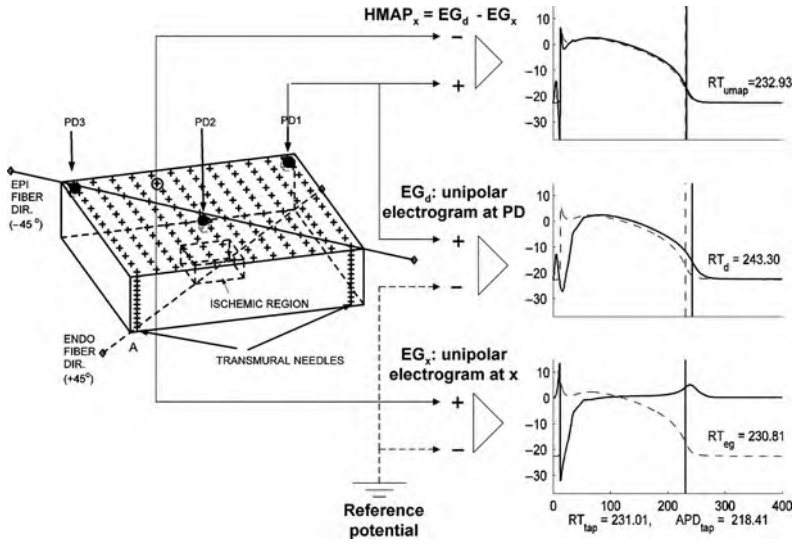 HMAPx = EGd - EGx
−
+
RTumap=232.93
10
0
−10
−20
−30
PD3
PD2
PD1
EPI
FIBER
DIR.
(−45°)
ISCHEMIC REGION
ENDO
FIBER
DIR.
(+45°)
A
TRANSMURAL NEEDLES
EGd: unipolar
electrogram at PD
+
−
RTd = 243.30
10
0
−10
−20
−30
EGx: unipolar
electrogram at x
+
−
RTeg = 230.81
10
0
−10
−20
−30
0
100
200
300
400
RTtap = 231.01, APDtap = 218.41
Reference
potential